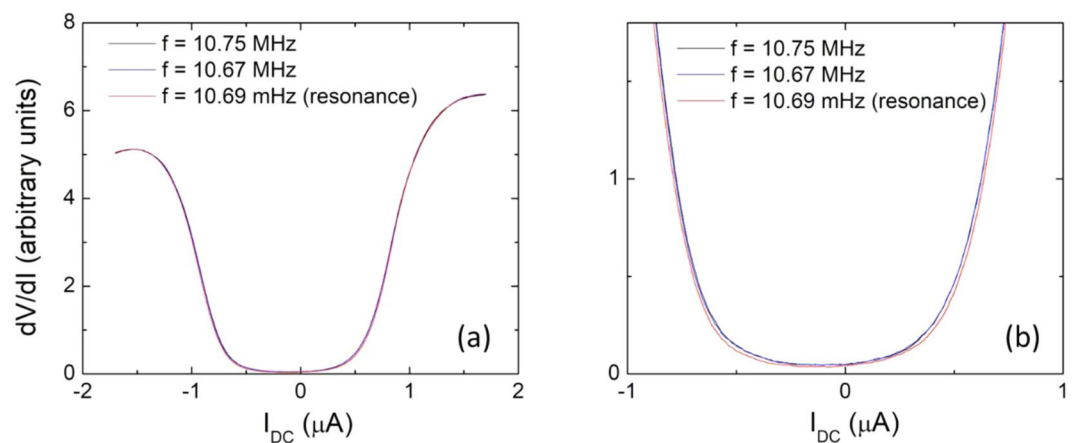 8
6
4
2
0
dV/dI (arbitrary units)
f = 10.75 MHz
f = 10.67 MHz
f = 10.69 mHz (resonance)
(a)
-2 -1 0 1 2
I_DC (μA)
1
0
f = 10.75 MHz
f = 10.67 MHz
f = 10.69 mHz (resonance)
(b)
-1 0 1
I_DC (μA)